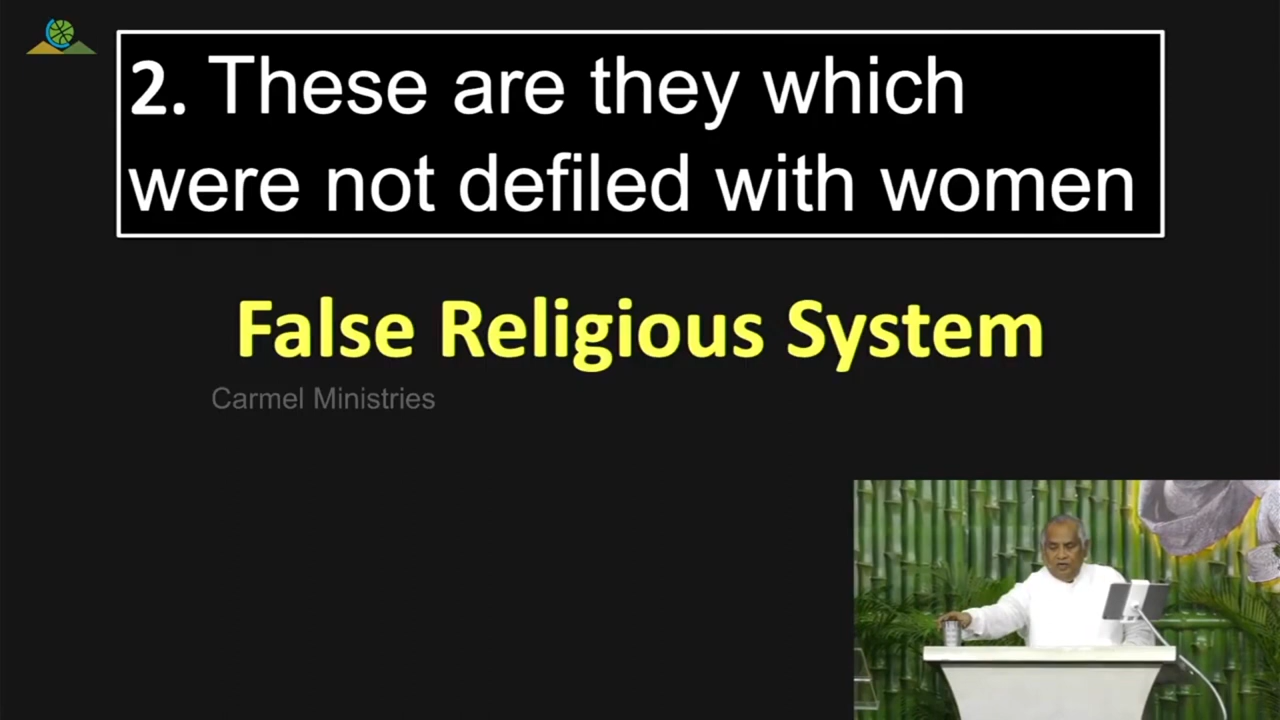 2. These are they which
were not defiled with women
False Religious System
Carmel Ministries